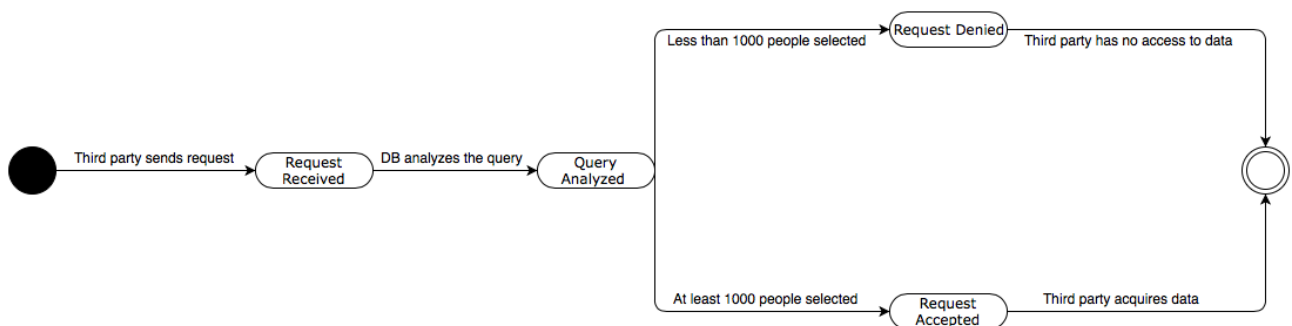 Less than 1000 people selected
Request Denied
Third party has no access to data
Third party sends request
Request
Received
DB analyzes the query
Query
Analyzed
At least 1000 people selected
Request
Accepted
Third party acquires data